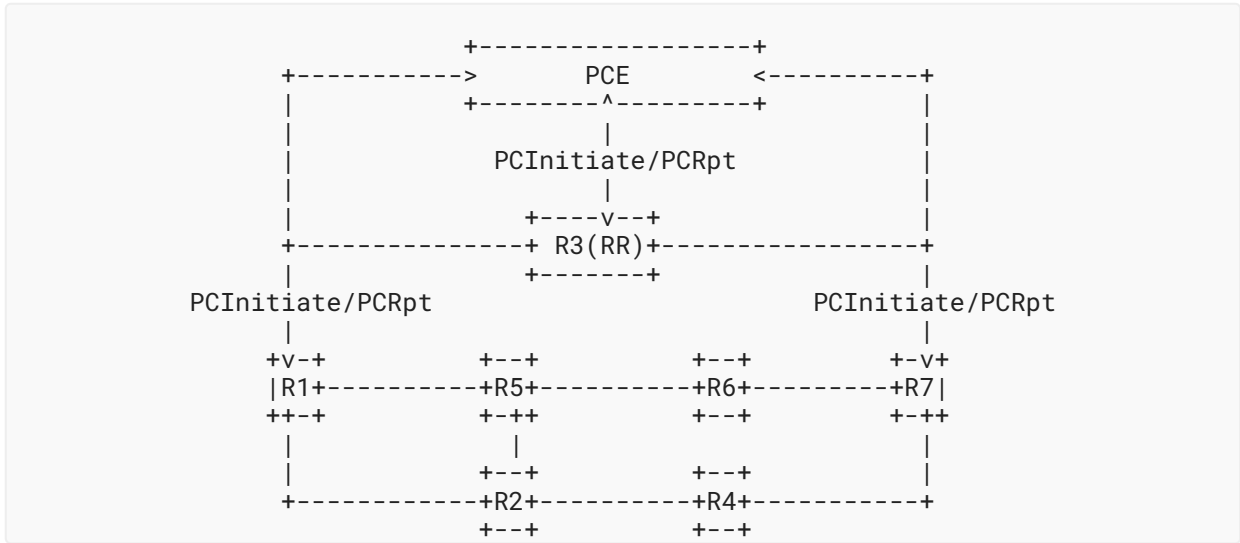 PCE
PCInitiate/PCRpt
R3(RR)
PCInitiate/PCRpt PCInitiate/PCRpt
R1 R5 R6 R7
R2 R4